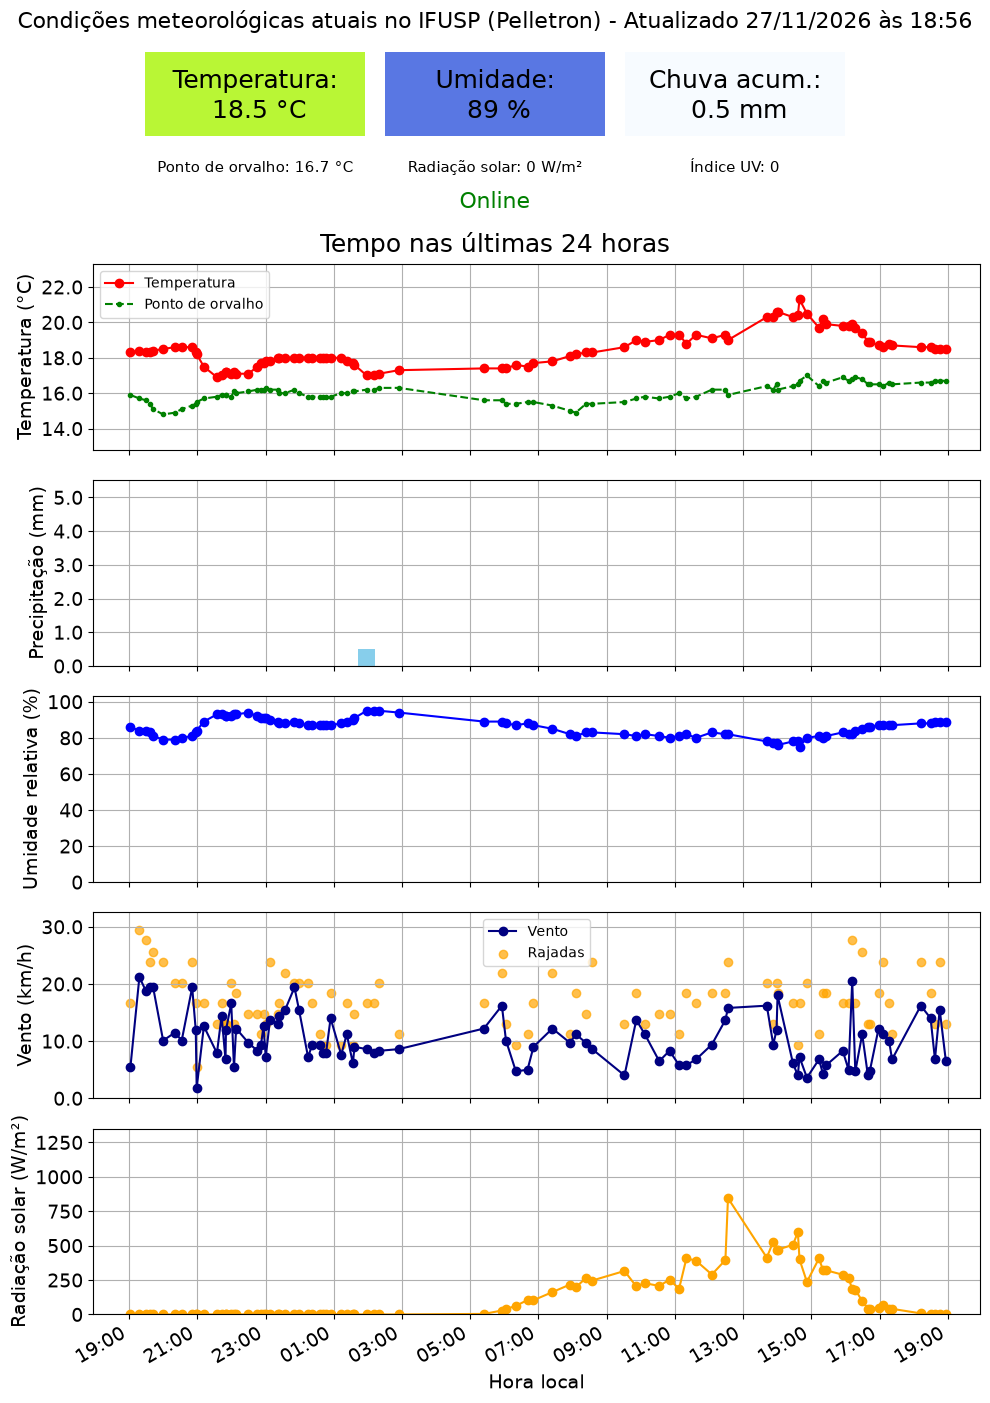 Condições meteorológicas atuais no IFUSP (Pelletron) - Atualizado 27/11/2026 às 18:56
Temperatura:
18.5 °C
Umidade:
89 %
Chuva acum.:
0.5 mm
Ponto de orvalho: 16.7 °C
Radiação solar: 0 W/m²
Índice UV: 0
Online
Tempo nas últimas 24 horas
Temperatura (°C)
22.0
20.0
18.0
16.0
14.0
Temperatura
Ponto de orvalho
Precipitação (mm)
5.0
4.0
3.0
2.0
1.0
0.0
Umidade relativa (%)
100
80
60
40
20
0
Vento (km/h)
30.0
20.0
10.0
0.0
Vento
Rajadas
Radiação solar (W/m²)
1250
1000
750
500
250
0
19:00
21:00
23:00
01:00
03:00
05:00
07:00
09:00
11:00
13:00
15:00
17:00
19:00
Hora local